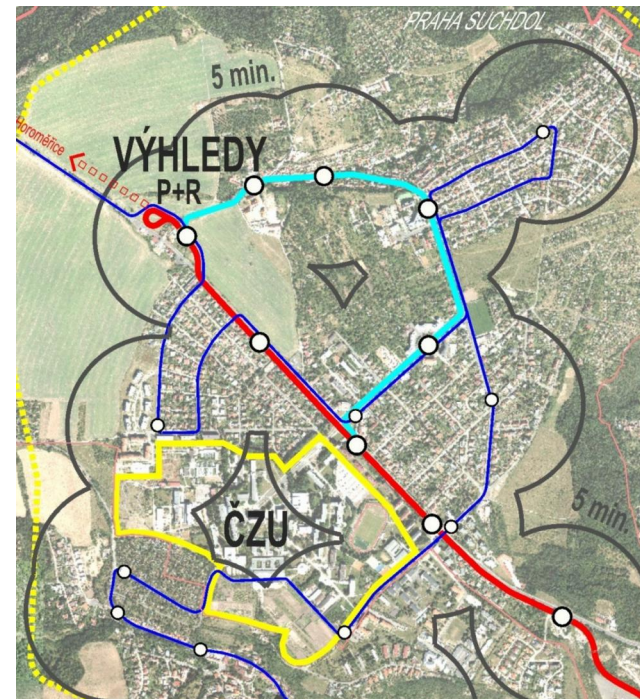 PRAHA SUCHDOL
5 min.
Horoměřice
VÝHLEDY
P+R
5 min.
ČZU